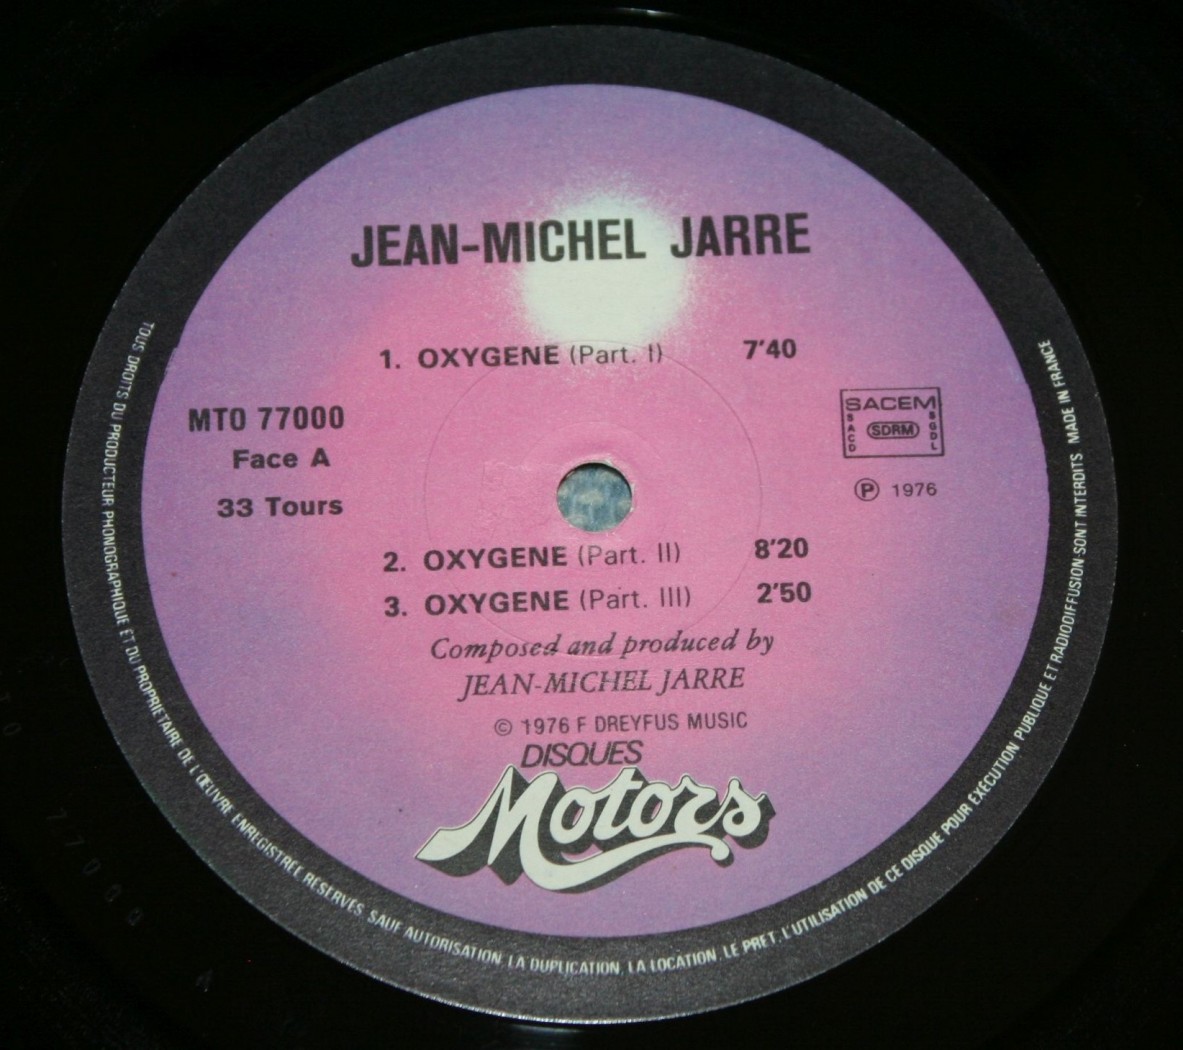 JEAN-MICHEL JARRE
1. OXYGENE (Part. I) 7'40
MTO 77000
Face A
33 Tours
SACEM
SACD
SDRM
SGDL
Ⓟ 1976
2. OXYGENE (Part. II) 8'20
3. OXYGENE (Part. III) 2'50
Composed and produced by
JEAN-MICHEL JARRE
© 1976 F DREYFUS MUSIC
DISQUES
Motors
TOUS DROITS DU PRODUCTEUR PHONOGRAPHIQUE ET DU PROPRIETAIRE DE L'ŒUVRE ENREGISTREE RESERVES SAUF AUTORISATION, LA DUPLICATION, LA LOCATION, LE PRET, L'UTILISATION DE CE DISQUE POUR EXECUTION PUBLIQUE ET RADIODIFFUSION SONT INTERDITS MADE IN FRANCE